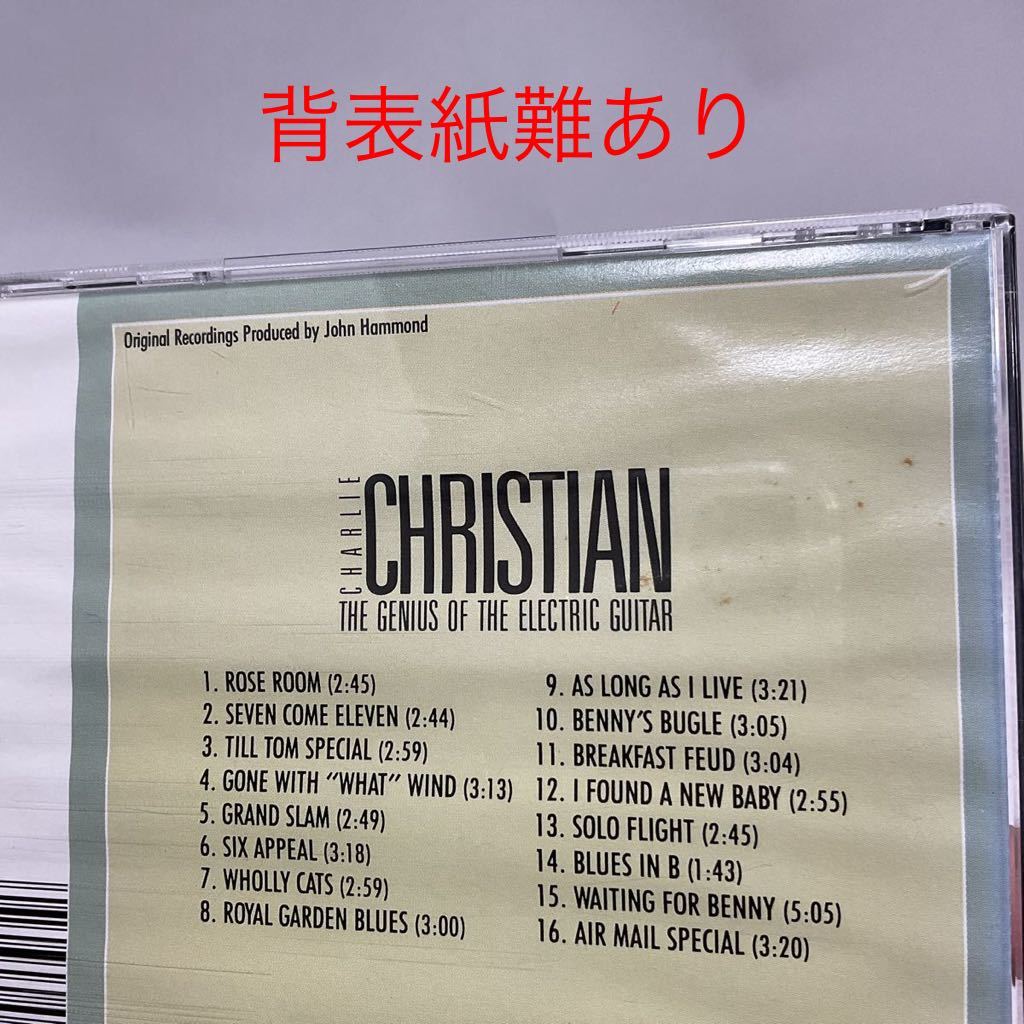 背表紙難あり
Original Recordings Produced by John Hammond
CHARLIE
CHRISTIAN
THE GENIUS OF THE ELECTRIC GUITAR
1. ROSE ROOM (2:45)
2. SEVEN COME ELEVEN (2:44)
3. TILL TOM SPECIAL (2:59)
4. GONE WITH "WHAT" WIND (3:13)
5. GRAND SLAM (2:49)
6. SIX APPEAL (3:18)
7. WHOLLY CATS (2:59)
8. ROYAL GARDEN BLUES (3:00)
9. AS LONG AS I LIVE (3:21)
10. BENNY'S BUGLE (3:05)
11. BREAKFAST FEUD (3:04)
12. I FOUND A NEW BABY (2:55)
13. SOLO FLIGHT (2:45)
14. BLUES IN B (1:43)
15. WAITING FOR BENNY (5:05)
16. AIR MAIL SPECIAL (3:20)